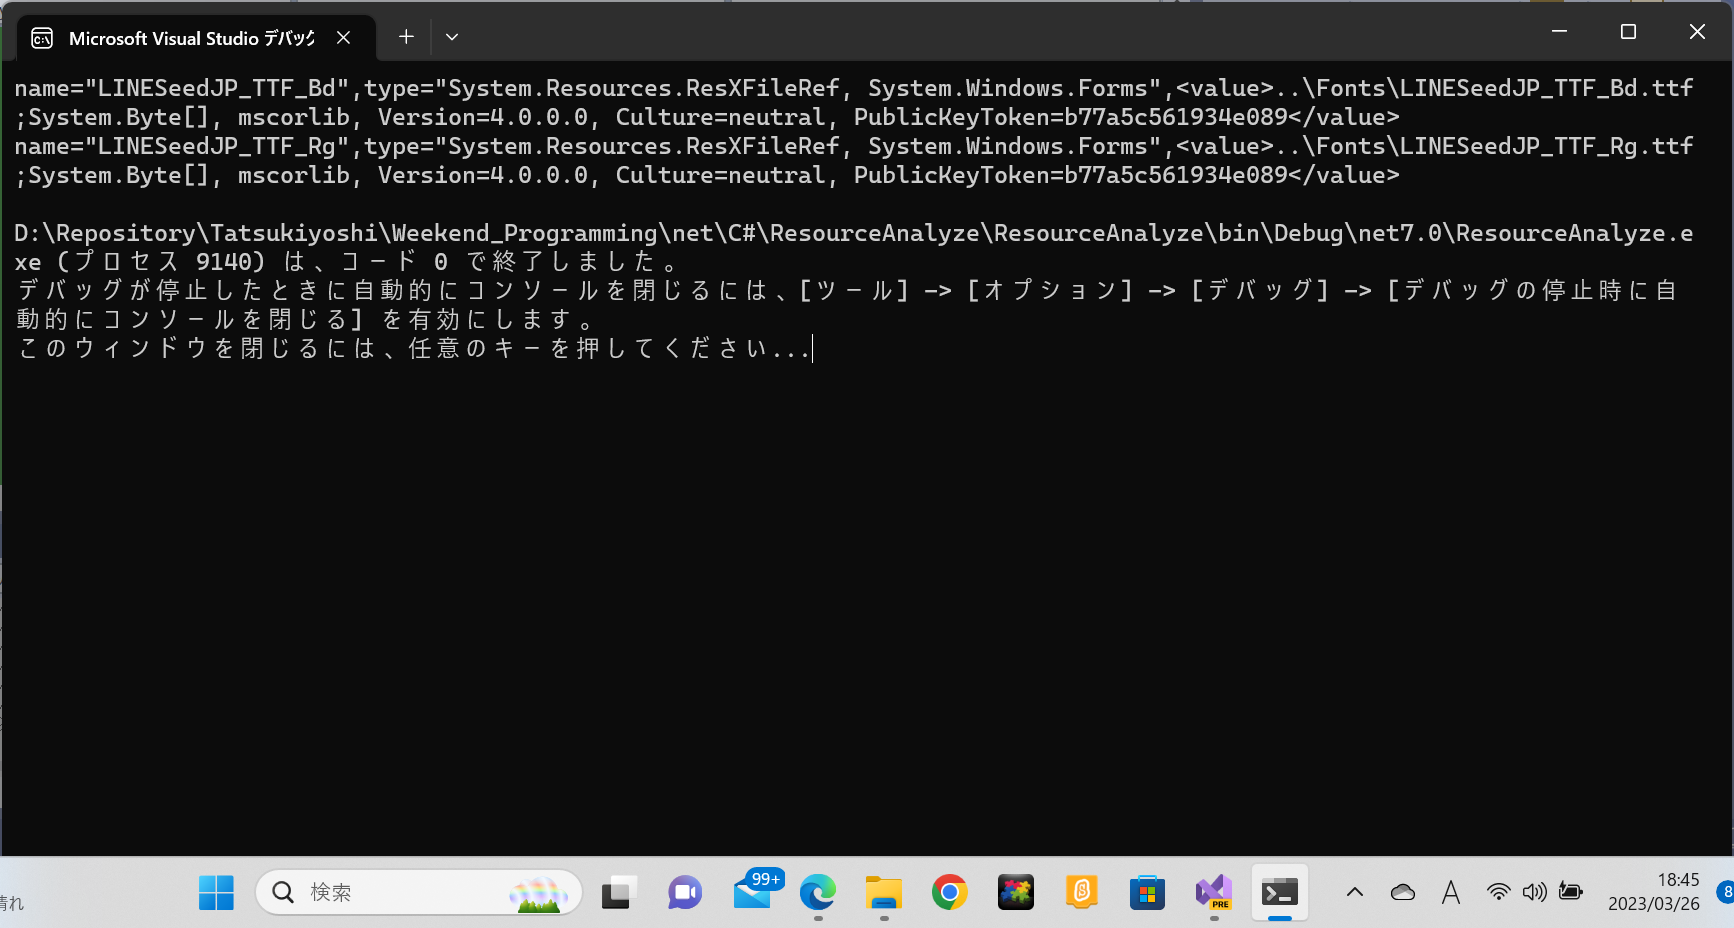 Microsoft Visual Studio デバッグ
name="LINESeedJP_TTF_Bd",type="System.Resources.ResXFileRef, System.Windows.Forms",<value>..\Fonts\LINESeedJP_TTF_Bd.ttf
;System.Byte[], mscorlib, Version=4.0.0.0, Culture=neutral, PublicKeyToken=b77a5c561934e089</value>
name="LINESeedJP_TTF_Rg",type="System.Resources.ResXFileRef, System.Windows.Forms",<value>..\Fonts\LINESeedJP_TTF_Rg.ttf
;System.Byte[], mscorlib, Version=4.0.0.0, Culture=neutral, PublicKeyToken=b77a5c561934e089</value>
D:\Repository\Tatsukiyoshi\Weekend_Programming\net\C#\ResourceAnalyze\ResourceAnalyze\bin\Debug\net7.0\ResourceAnalyze.e
xe (プロセス 9140) は、コード 0 で終了しました。
デバッグが停止したときに自動的にコンソールを閉じるには、[ツール] -> [オプション] -> [デバッグ] -> [デバッグの停止時に自
動的にコンソールを閉じる] を有効にします。
このウィンドウを閉じるには、任意のキーを押してください...
晴れ
検索
99+
PRE
A
18:45
2023/03/26
8